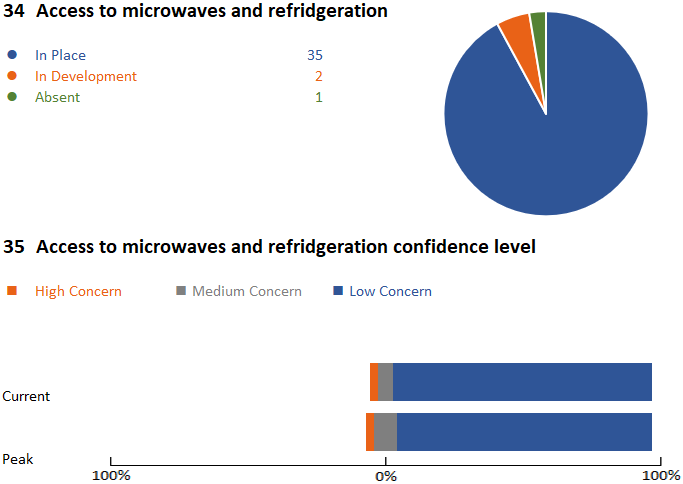 34 Access to microwaves and refridgeration
In Place 35
In Development 2
Absent 1
35 Access to microwaves and refridgeration confidence level
High Concern Medium Concern Low Concern
Current
Peak
100% 0% 100%